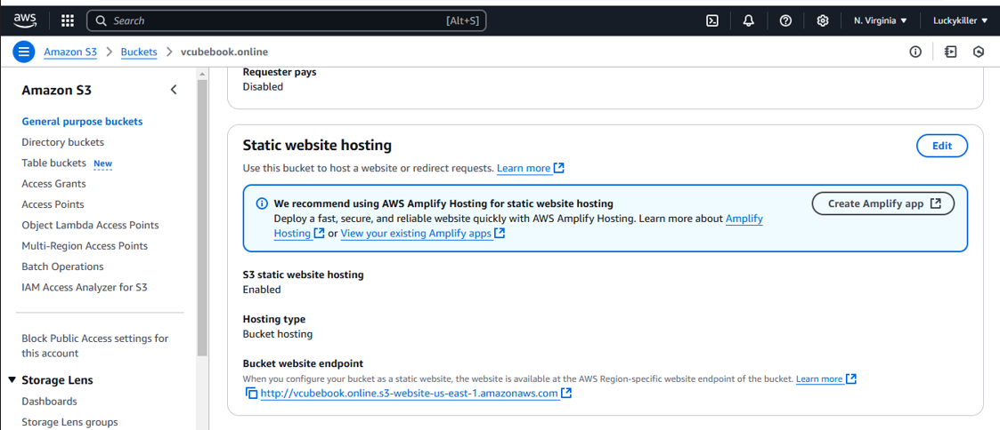 aws
Search [Alt+S] N. Virginia Luckykiller
Amazon S3 > Buckets > vcubebook.online
Amazon S3
General purpose buckets
Directory buckets
Table buckets New
Access Grants
Access Points
Object Lambda Access Points
Multi-Region Access Points
Batch Operations
IAM Access Analyzer for S3
Block Public Access settings for
this account
Storage Lens
Dashboards
Storage Lens groups
Requester pays
Disabled
Static website hosting
Edit
Use this bucket to host a website or redirect requests. Learn more
We recommend using AWS Amplify Hosting for static website hosting
Create Amplify app
Deploy a fast, secure, and reliable website quickly with AWS Amplify Hosting. Learn more about Amplify
Hosting or View your existing Amplify apps
S3 static website hosting
Enabled
Hosting type
Bucket hosting
Bucket website endpoint
When you configure your bucket as a static website, the website is available at the AWS Region-specific website endpoint of the bucket. Learn more
http://vcubebook.online.s3-website-us-east-1.amazonaws.com